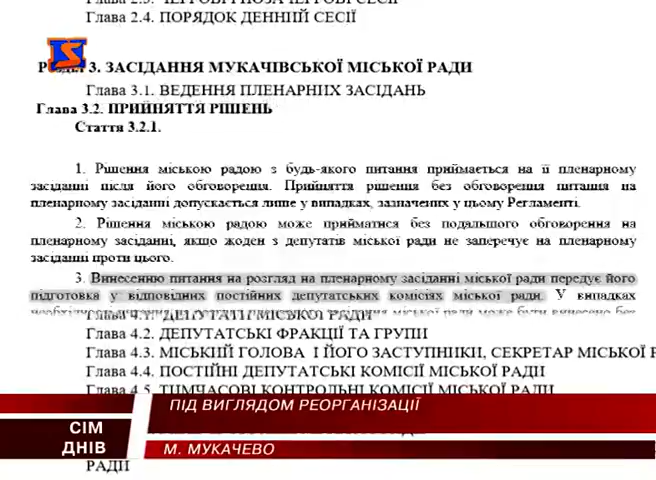 Глава 2.4. ПОРЯДОК ДЕННИЙ СЕСІЇ
3. ЗАСІДАННЯ МУКАЧІВСЬКОЇ МІСЬКОЇ РАДИ
Глава 3.1. ВЕДЕННЯ ПЛЕНАРНИХ ЗАСІДАНЬ
Глава 3.2. ПРИЙНЯТТЯ РІШЕНЬ
Стаття 3.2.1.
1. Рішення міською радою з будь-якого питання приймається на її пленарному
засіданні після його обговорення. Прийняття рішення без обговорення питання на
пленарному засіданні допускається лише у випадках, зазначених у цьому Регламенті.
2. Рішення міською радою може прийматися без подальшого обговорення на
пленарному засіданні, якщо жоден з депутатів міської ради не заперечує на пленарному
засіданні проти цього.
3. Винесенню питання на розгляд на пленарному засіданні міської ради передує його
підготовка у відповідних постійних депутатських комісіях міської ради. У випадках
Глава 4.2. ДЕПУТАТСЬКІ ФРАКЦІЇ ТА ГРУПИ
Глава 4.3. МІСЬКИЙ ГОЛОВА І ЙОГО ЗАСТУПНИКИ, СЕКРЕТАР МІСЬКОЇ
Глава 4.4. ПОСТІЙНІ ДЕПУТАТСЬКІ КОМІСІЇ МІСЬКОЇ РАДИ
Глава 4.5. ТИМЧАСОВІ КОНТРОЛЬНІ КОМІСІЇ МІСЬКОЇ РАДИ
ПІД ВИГЛЯДОМ РЕОРГАНІЗАЦІЇ
СІМ
ДНІВ
М. МУКАЧЕВО
РАДИ